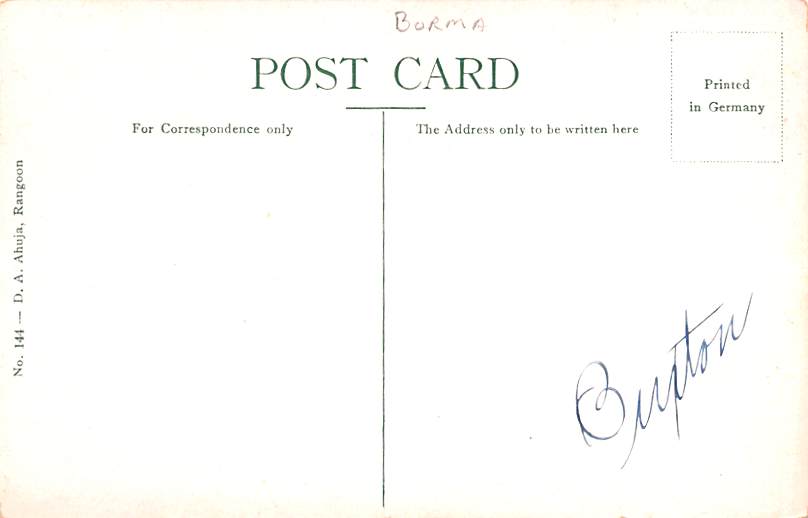 BURMA
POST CARD
Printed
in Germany
For Correspondence only
The Address only to be written here
No. 144 — D. A. Ahuja, Rangoon